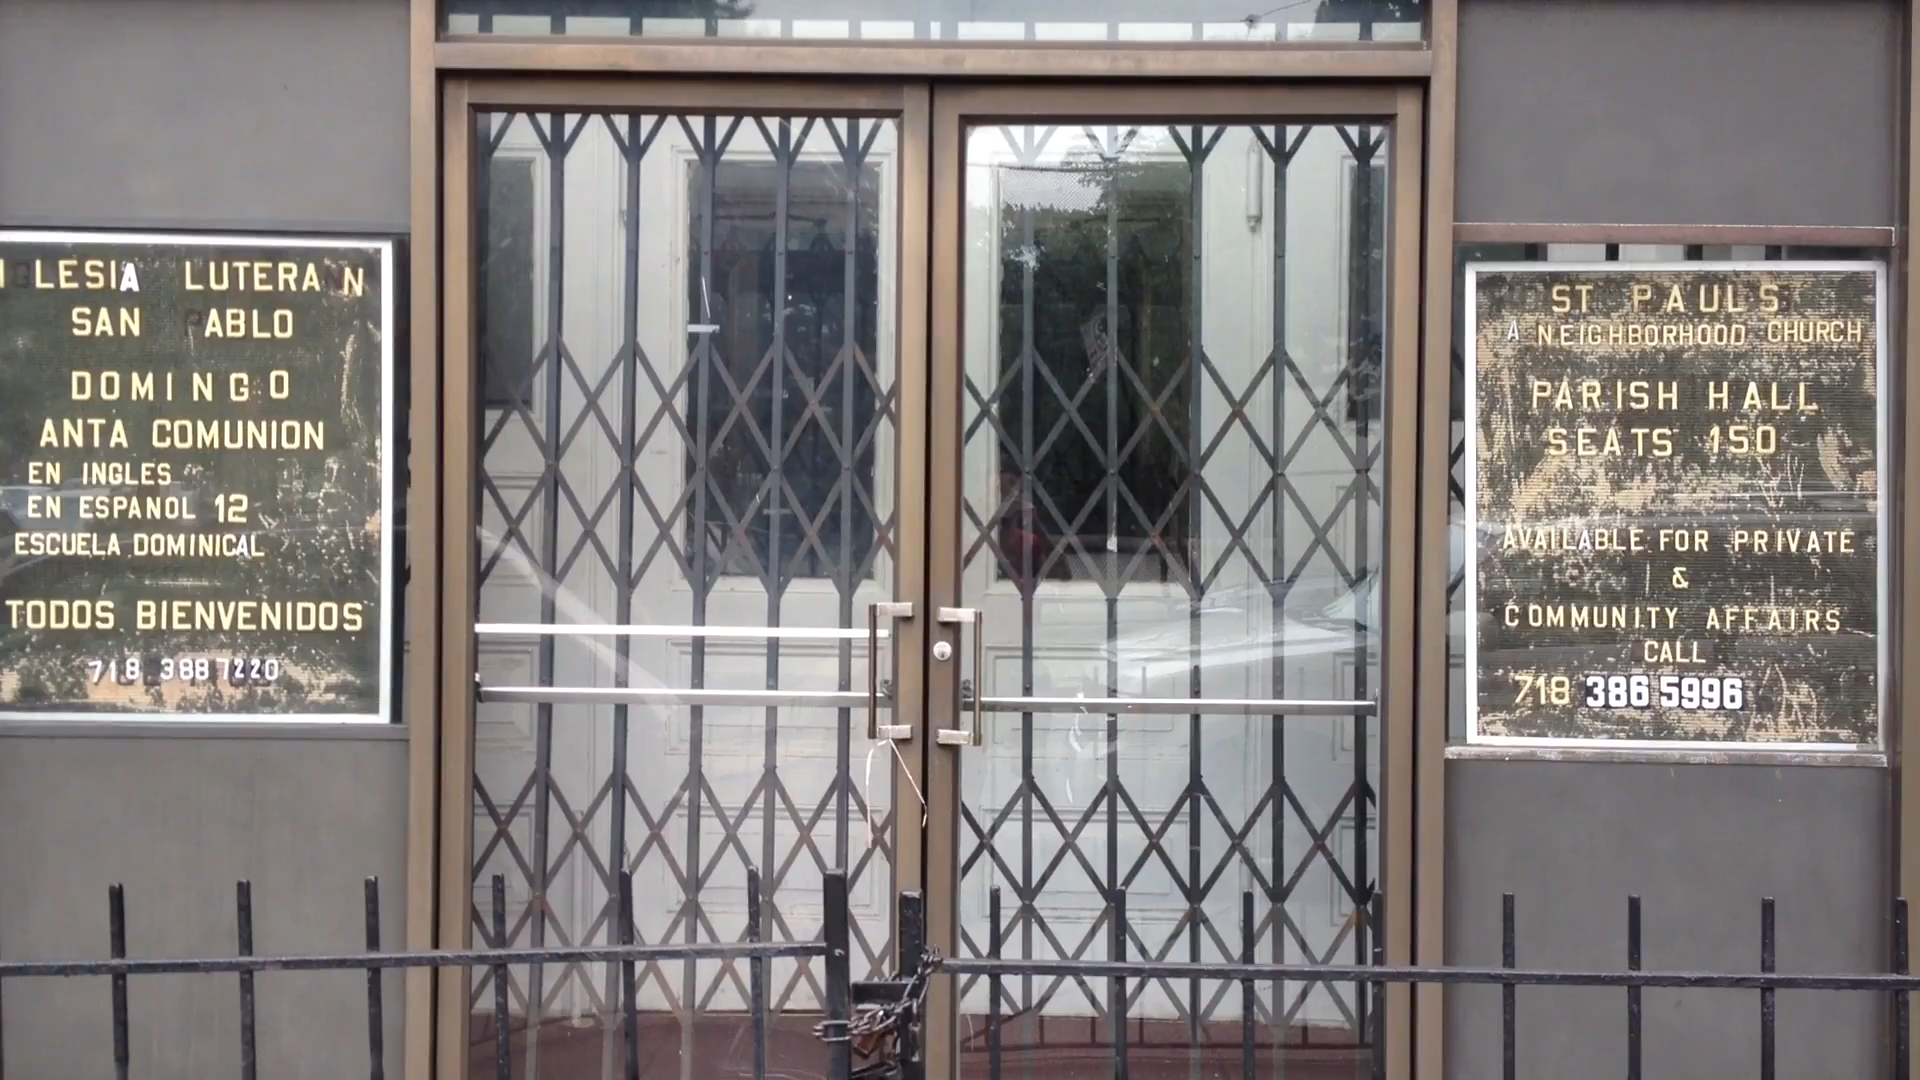 I LESIA LUTERA N
SAN PABLO
DOMINGO
ANTA COMUNION
EN INGLES
EN ESPANOL 12
ESCUELA DOMINICAL
TODOS BIENVENIDOS
718 388 7220
ST PAULS
A NEIGHBORHOOD CHURCH
PARISH HALL
SEATS 150
AVAILABLE FOR PRIVATE
&
COMMUNITY AFFAIRS
CALL
718 386 5996